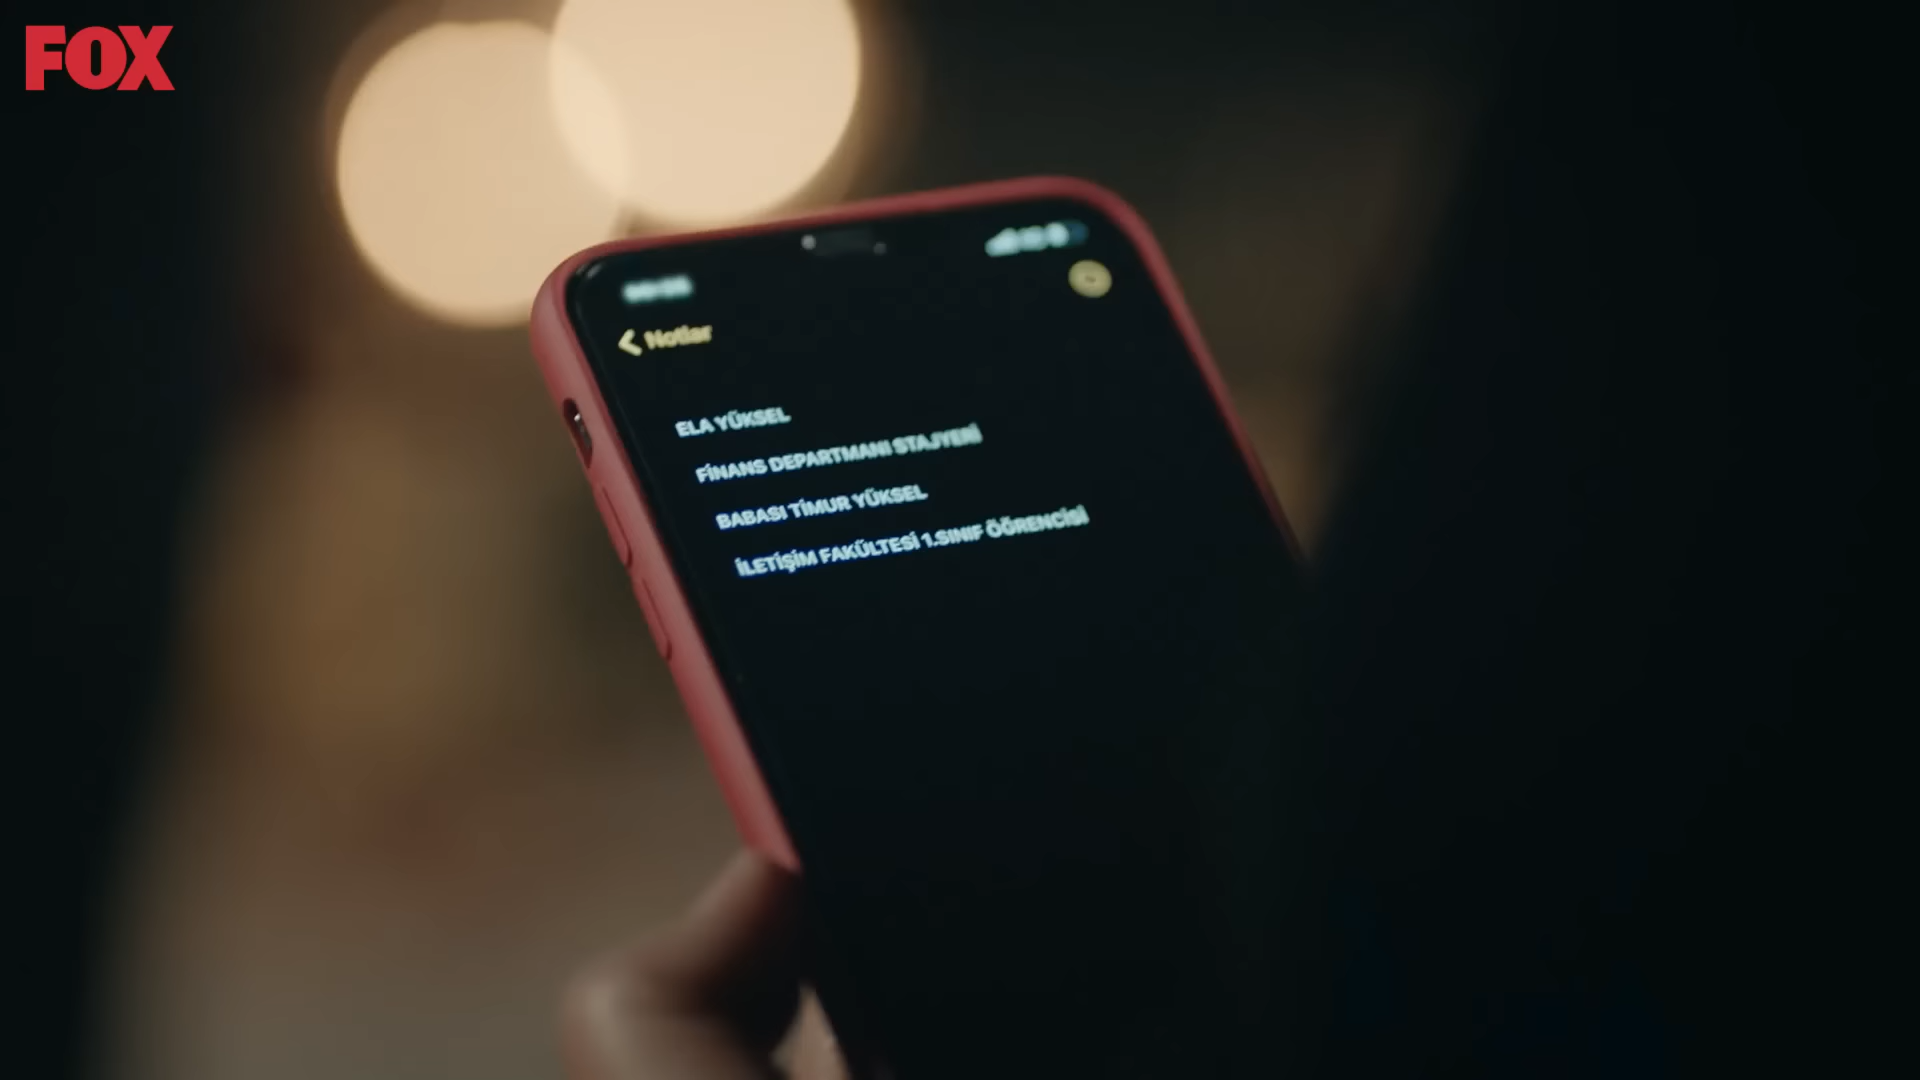 FOX
Notlar
ELA YÜKSEL
FİNANS DEPARTMANI STAJYERİ
BABASI TİMUR YÜKSEL
İLETİŞİM FAKÜLTESİ 1.SINIF ÖĞRENCİSİ